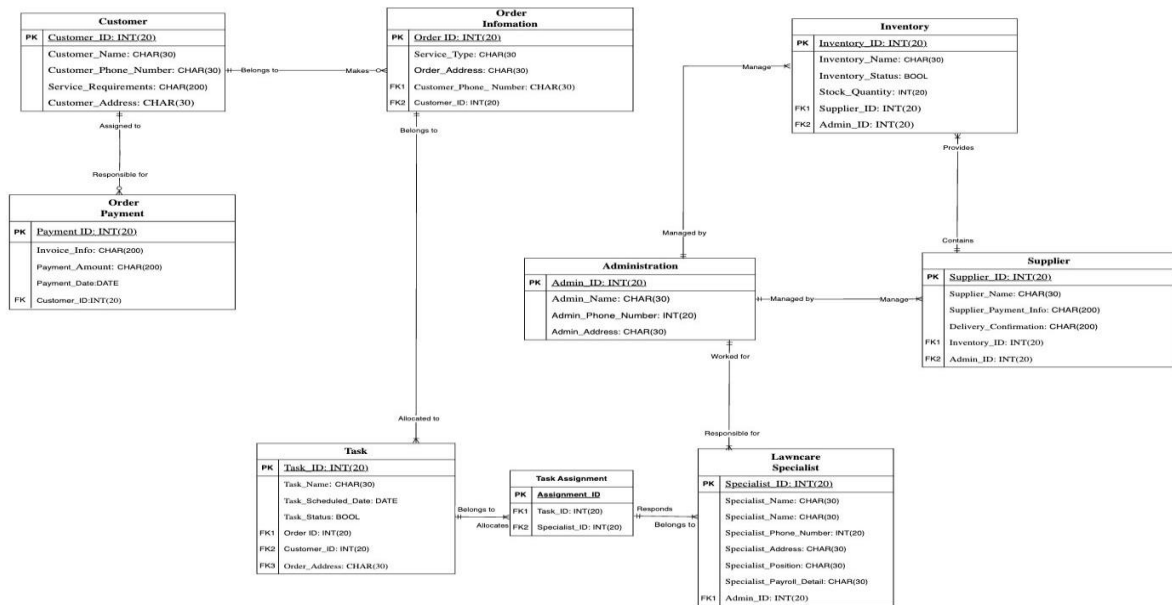 Customer
PK Customer_ID: INT(20)
Customer_Name: CHAR(30)
Customer_Phone_Number: CHAR(30)
Service_Requirements: CHAR(200)
Customer_Address: CHAR(30)
Belongs to
Makes
Order
Infomation
PK Order ID: INT(20)
Service_Type: CHAR(30
Order_Address: CHAR(30)
FK1 Customer_Phone_ Number: CHAR(30)
FK2 Customer_ID: INT(20)
Inventory
PK Inventory_ID: INT(20)
Inventory_Name: CHAR(30)
Inventory_Status: BOOL
Stock_Quantity: INT(20)
FK1 Supplier_ID: INT(20)
FK2 Admin_ID: INT(20)
Manage
Assigned to
Responsible for
Belongs to
Provides
Order
Payment
PK Payment ID: INT(20)
Invoice_Info: CHAR(200)
Payment_Amount: CHAR(200)
Payment_Date:DATE
FK Customer_ID:INT(20)
Managed by
Contains
Administration
PK Admin_ID: INT(20)
Admin_Name: CHAR(30)
Admin_Phone_Number: INT(20)
Admin_Address: CHAR(30)
Managed by
Manage
Supplier
PK Supplier_ID: INT(20)
Supplier_Name: CHAR(30)
Supplier_Payment_Info: CHAR(200)
Delivery_Confirmation: CHAR(200)
FK1 Inventory_ID: INT(20)
FK2 Admin_ID: INT(20)
Worked for
Responsible for
Allocated to
Task
PK Task_ID: INT(20)
Task_Name: CHAR(30)
Task_Scheduled_Date: DATE
Task_Status: BOOL
FK1 Order ID: INT(20)
FK2 Customer_ID: INT(20)
FK3 Order_Address: CHAR(30)
Belongs to
Allocates
Task Assignment
PK Assignment_ID
FK1 Task_ID: INT(20)
FK2 Specialist_ID: INT(20)
Responds
Belongs to
Lawncare
Specialist
PK Specialist_ID: INT(20)
Specialist_Name: CHAR(30)
Specialist_Name: CHAR(30)
Specialist_Phone_Number: INT(20)
Specialist_Address: CHAR(30)
Specialist_Position: CHAR(30)
Specialist_Payroll_Detail: CHAR(30)
FK1 Admin_ID: INT(20)